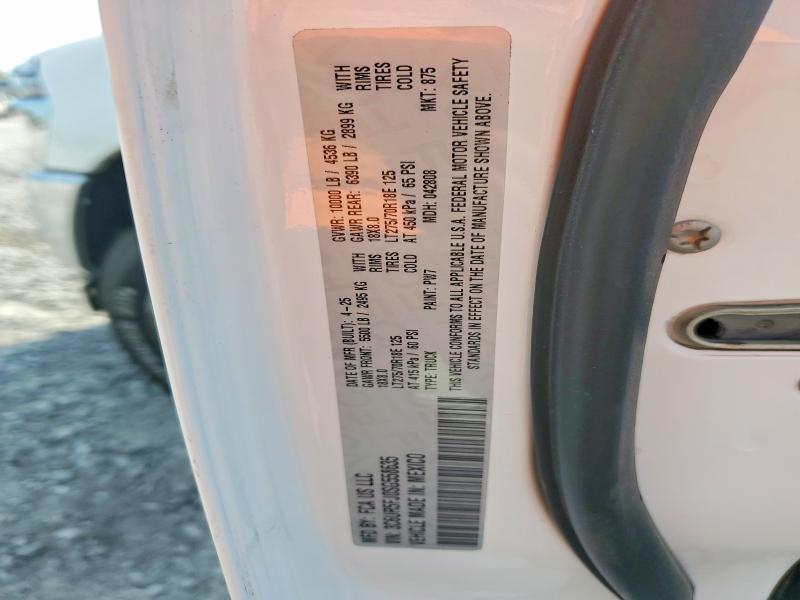 MFD BY: FCA US LLC
DATE OF MFR (BUILT): 4-25
GVWR: 10000 LB / 4536 KG
GAWR FRONT: 5500 LB / 2495 KG WITH
18X8.0 RIMS
LT275/70R18E 125 TIRES
AT 415 kPa / 60 PSI COLD
GAWR REAR: 6390 LB / 2899 KG WITH
18X8.0 RIMS
LT275/70R18E 125 TIRES
AT 450 kPa / 65 PSI COLD
VEHICLE MADE IN: MEXICO
TYPE: TRUCK
PAINT: PW7
MDH: 042808
MKT: 875
THIS VEHICLE CONFORMS TO ALL APPLICABLE U.S.A. FEDERAL MOTOR VEHICLE SAFETY
STANDARDS IN EFFECT ON THE DATE OF MANUFACTURE SHOWN ABOVE.